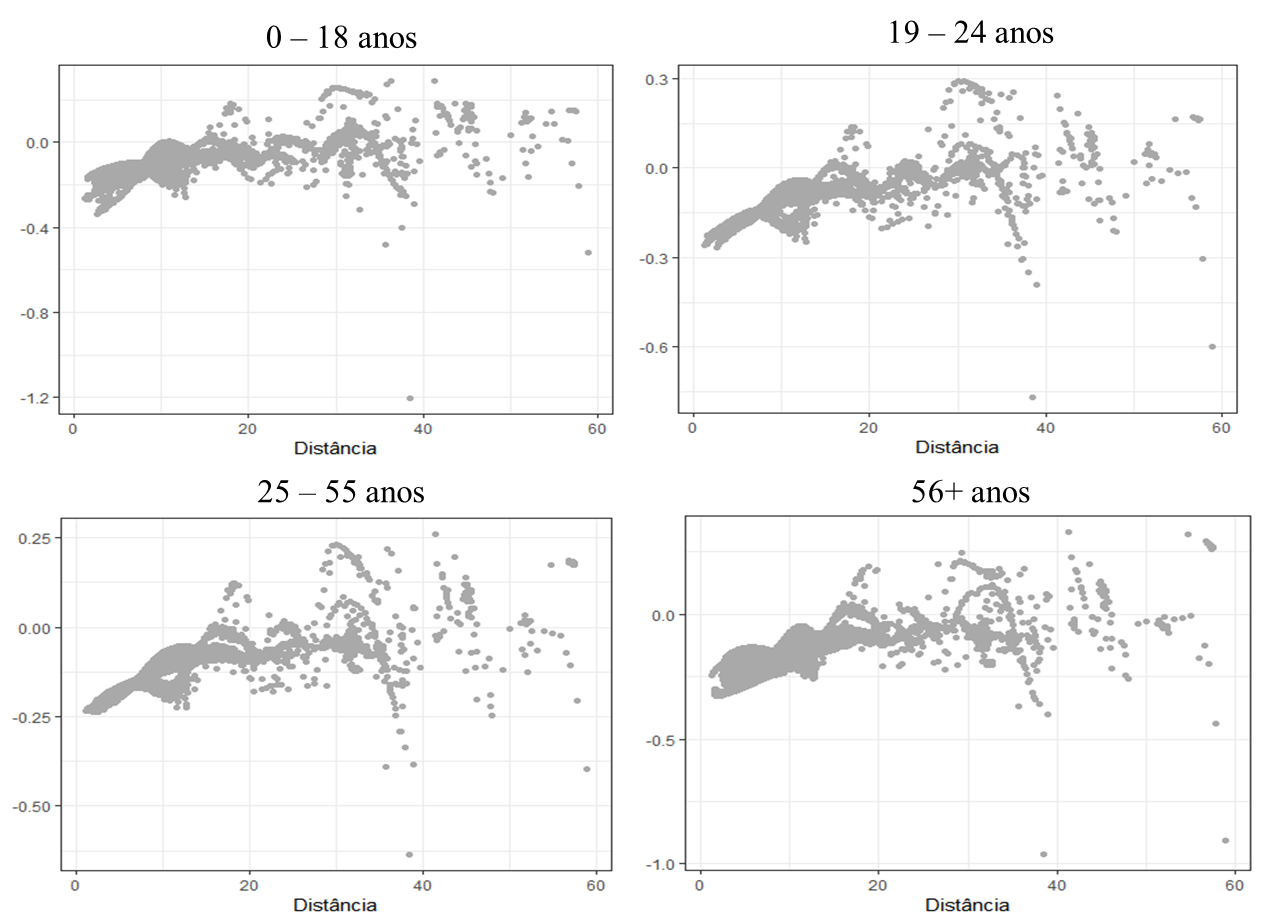 0 – 18 anos
0.0
-0.4
-0.8
-1.2
0 20 40 60
Distância
19 – 24 anos
0.3
0.0
-0.3
-0.6
0 20 40 60
Distância
25 – 55 anos
0.25
0.00
-0.25
-0.50
0 20 40 60
Distância
56+ anos
0.0
-0.5
-1.0
0 20 40 60
Distância